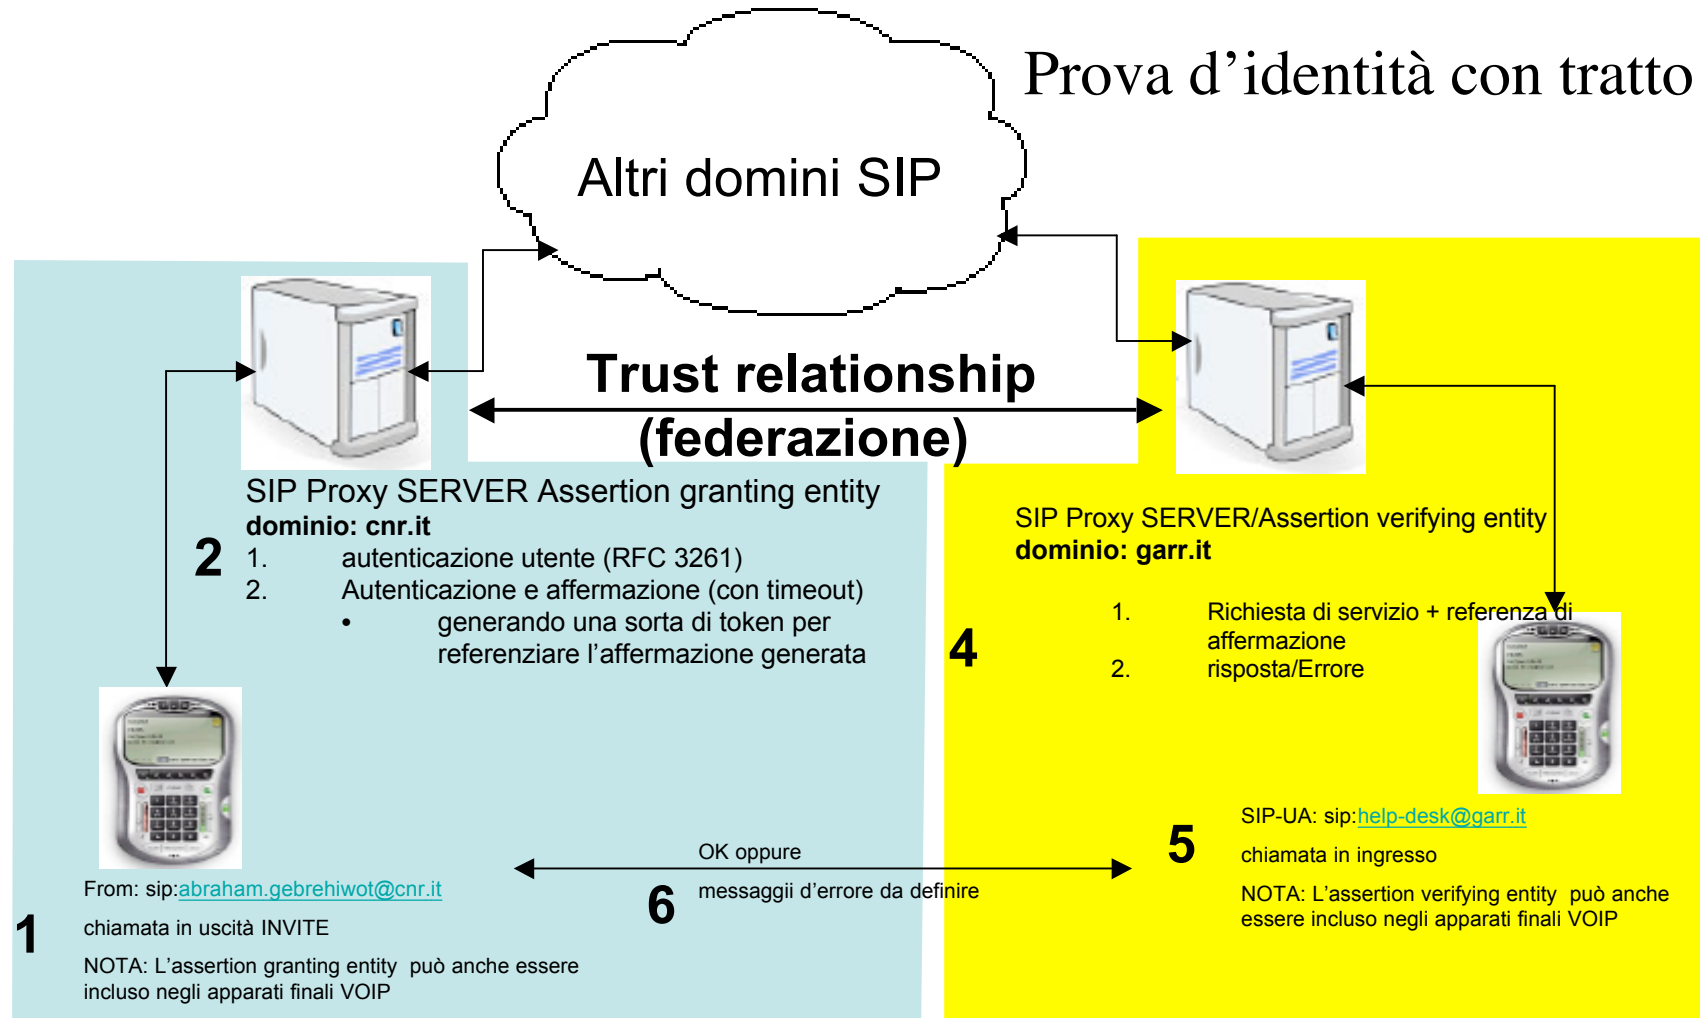 Prova d'identità con tratto
Altri domini SIP
Trust relationship
(federazione)
SIP Proxy SERVER Assertion granting entity
dominio: cnr.it
2
1. autenticazione utente (RFC 3261)
2. Autenticazione e affermazione (con timeout)
• generando una sorta di token per
referenziare l'affermazione generata
SIP Proxy SERVER/Assertion verifying entity
dominio: garr.it
4
1. Richiesta di servizio + referenza di
affermazione
2. risposta/Errore
1
From: sip:abraham.gebrehiwot@cnr.it
chiamata in uscità INVITE
NOTA: L'assertion granting entity può anche essere
incluso negli apparati finali VOIP
OK oppure
6
messaggii d'errore da definire
5
SIP-UA: sip:help-desk@garr.it
chiamata in ingresso
NOTA: L'assertion verifying entity può anche
essere incluso negli apparati finali VOIP